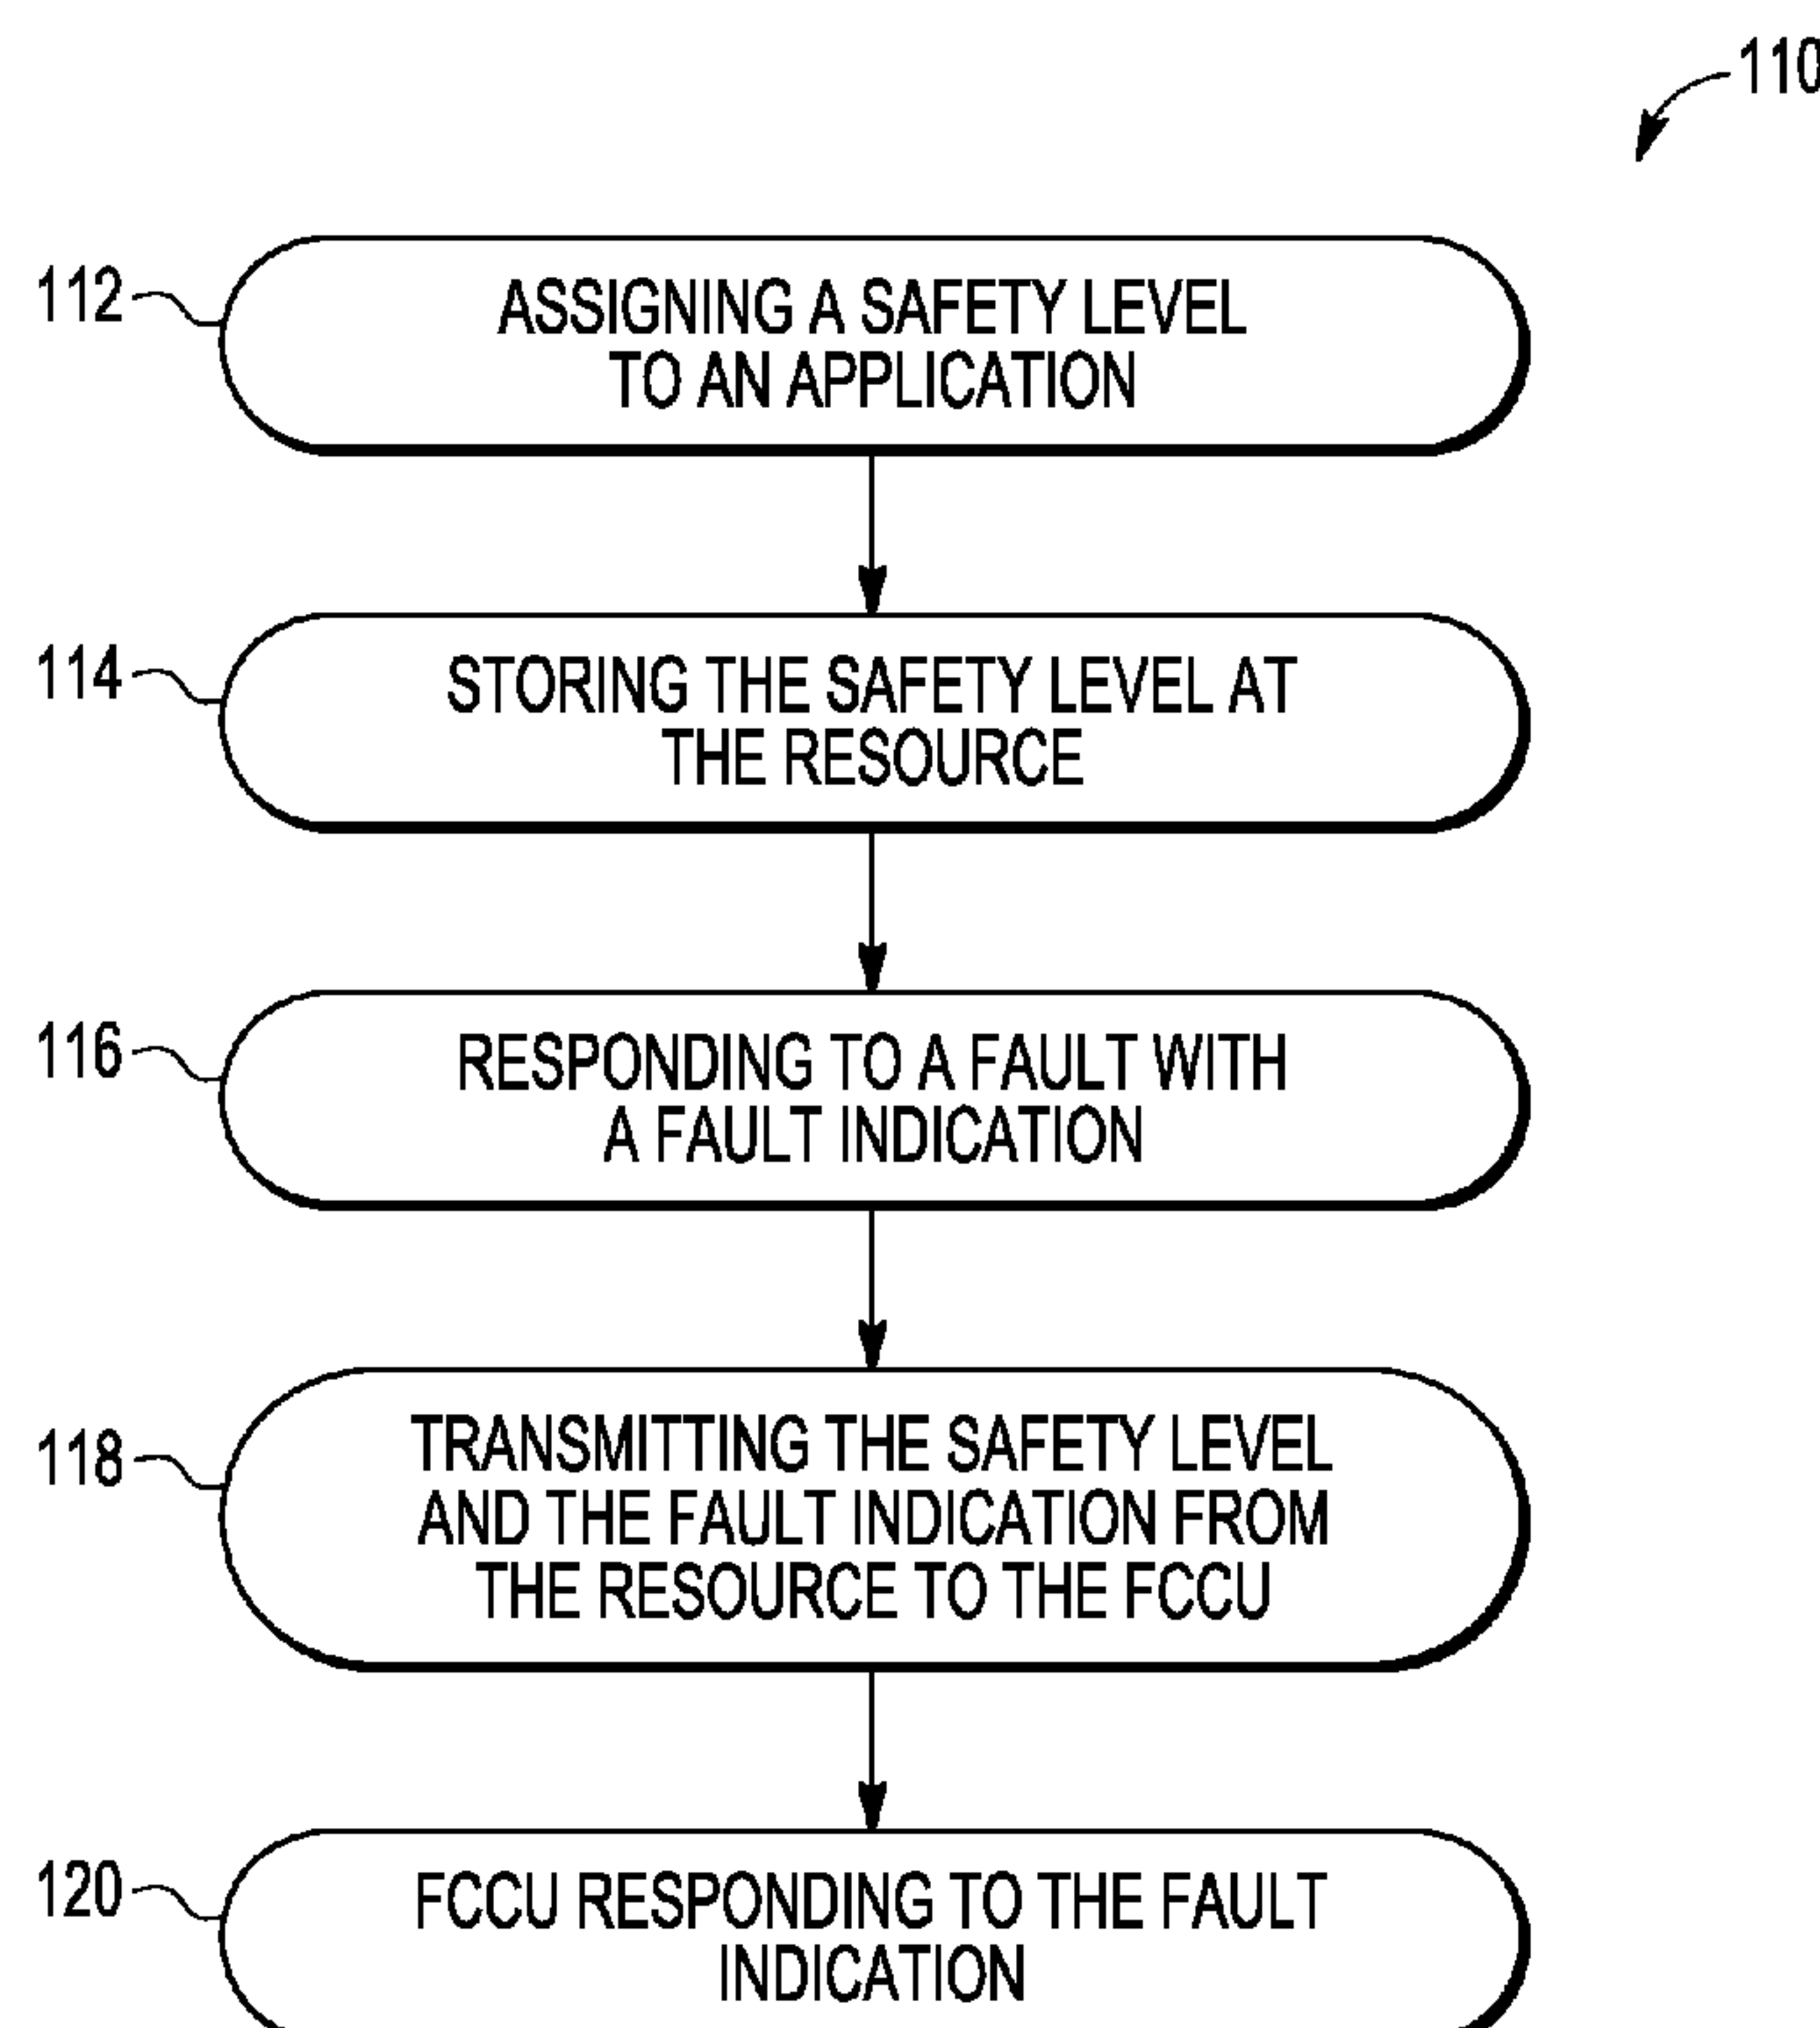 110
112
ASSIGNING A SAFETY LEVEL
TO AN APPLICATION
114
STORING THE SAFETY LEVEL AT
THE RESOURCE
116
RESPONDING TO A FAULT WITH
A FAULT INDICATION
118
TRANSMITTING THE SAFETY LEVEL
AND THE FAULT INDICATION FROM
THE RESOURCE TO THE FCCU
120
FCCU RESPONDING TO THE FAULT
INDICATION